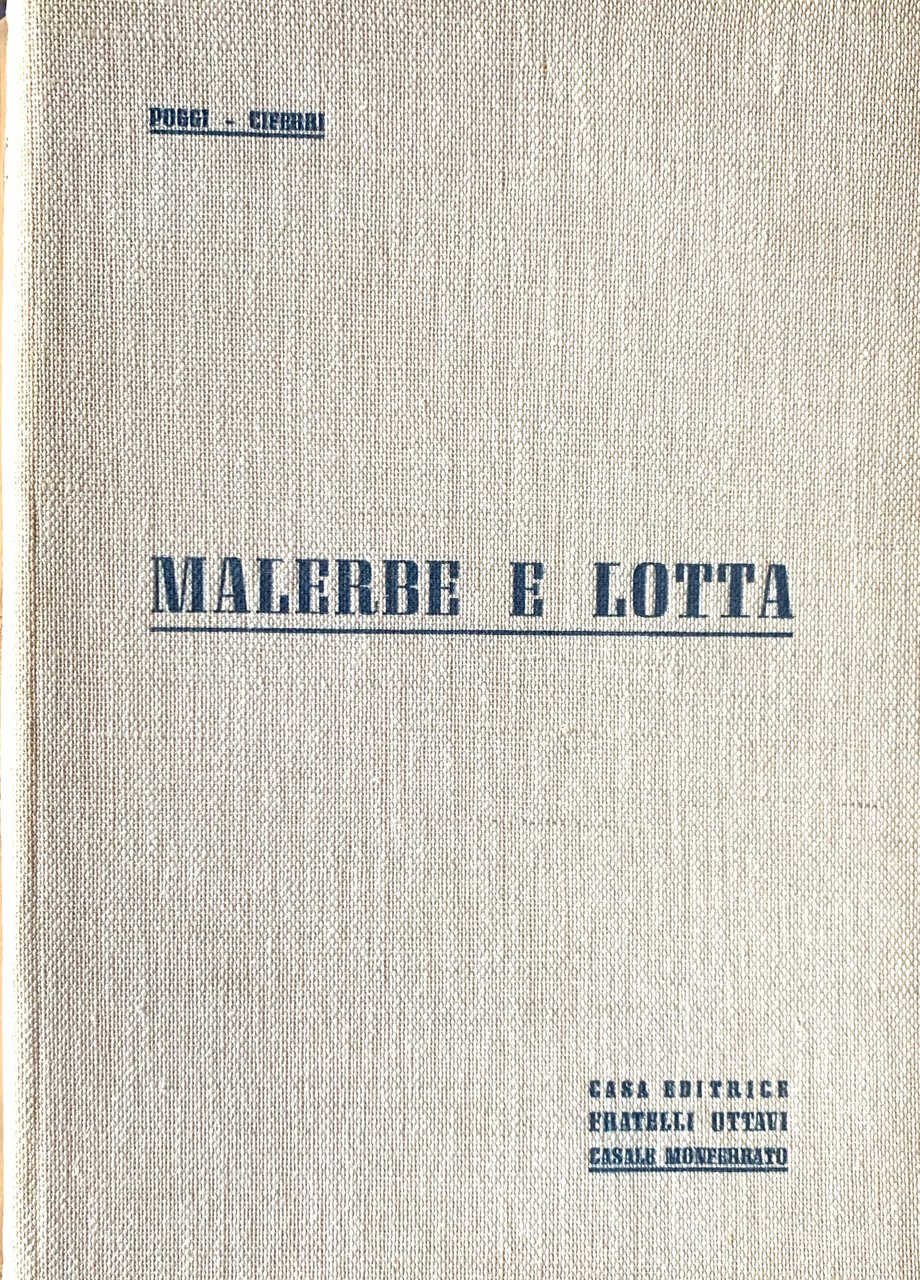 POGGI - CIFERRI
MALERBE E LOTTA
CASA EDITRICE
FRATELLI OTTAVI
CASALE MONFERRATO